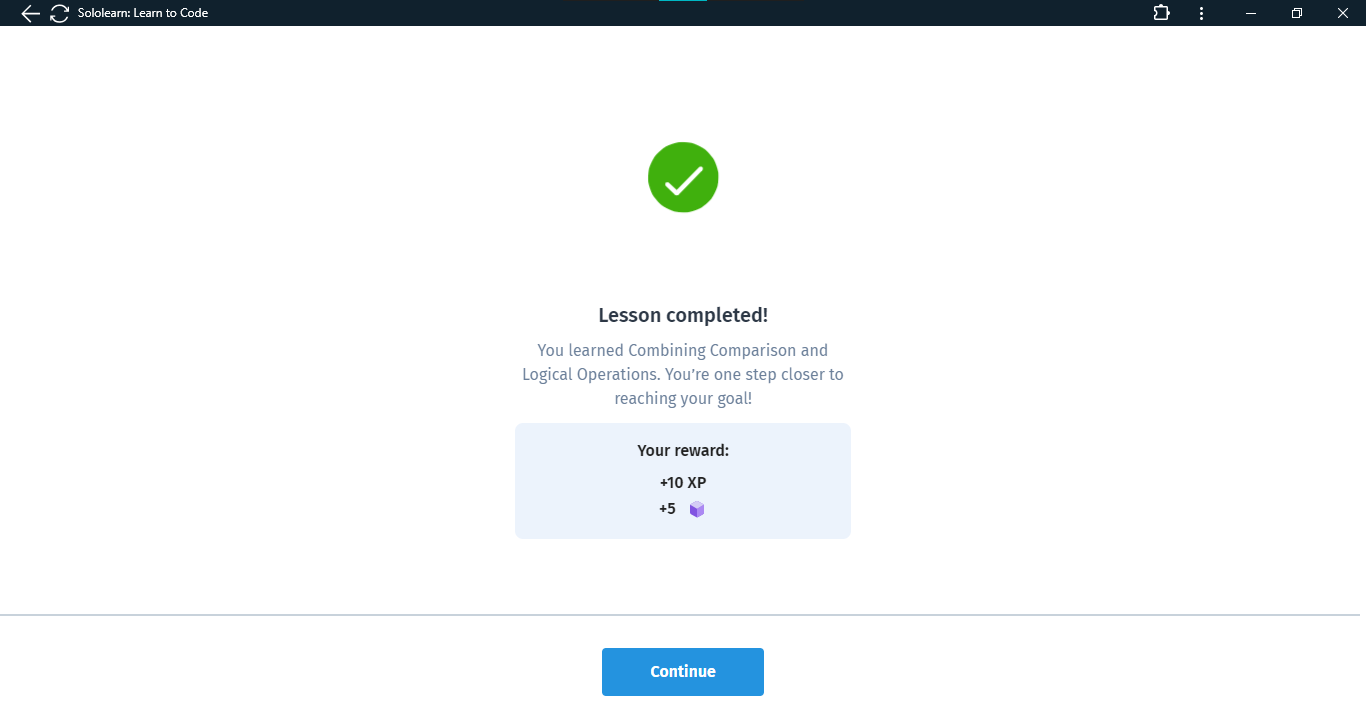 Sololearn: Learn to Code
Lesson completed!
You learned Combining Comparison and
Logical Operations. You’re one step closer to
reaching your goal!
Your reward:
+10 XP
+5
Continue